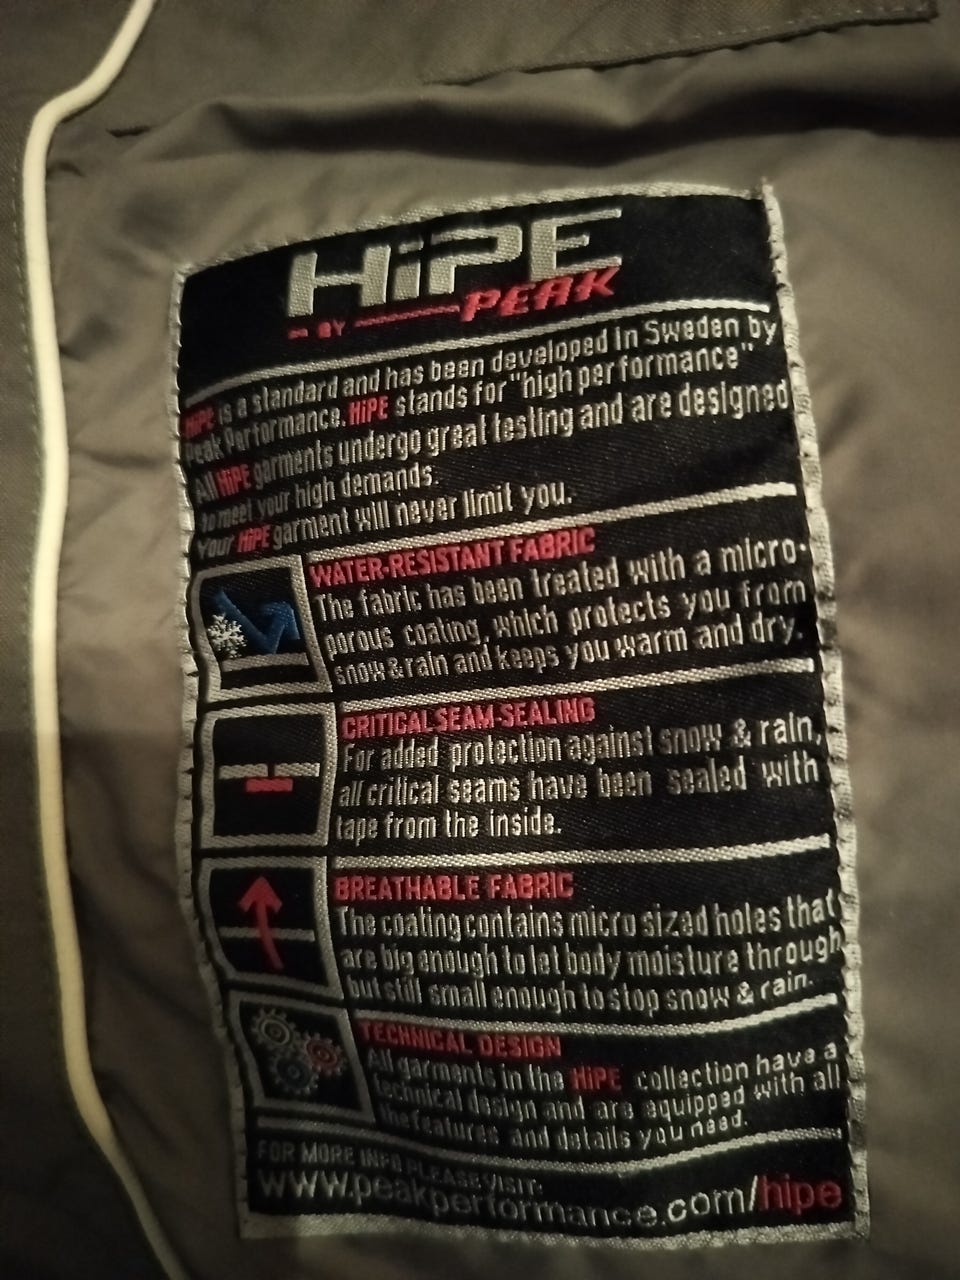 HiPE
BY PEAK
HiPE is a standard and has been developed in Sweden by
Peak Performance. HiPE stands for "high performance"
All HiPE garments undergo great testing and are designed
to meet your high demands.
Your HiPE garment will never limit you.
WATER-RESISTANT FABRIC
The fabric has been treated with a micro-
porous coating, which protects you from
snow & rain and keeps you warm and dry.
CRITICAL SEAM-SEALING
For added protection against snow & rain,
all critical seams have been sealed with
tape from the inside.
BREATHABLE FABRIC
The coating contains micro sized holes that
are big enough to let body moisture through
but still small enough to stop snow & rain.
TECHNICAL DESIGN
All garments in the HiPE collection have a
technical design and are equipped with all
the features and details you need.
FOR MORE INFO PLEASE VISIT:
www.peakperformance.com/hipe